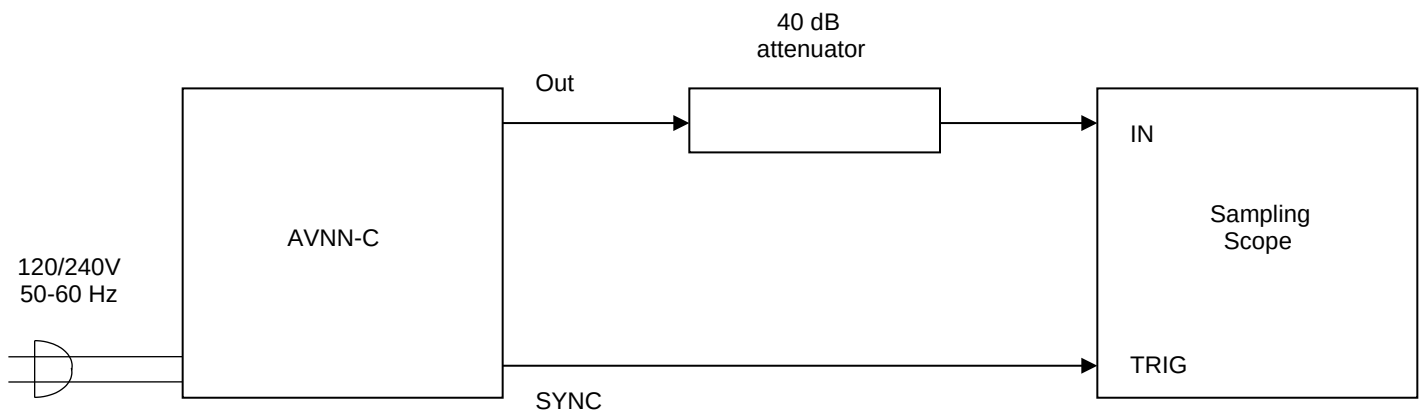 40 dB
attenuator
Out
IN
Sampling
Scope
AVNN-C
120/240V
50-60 Hz
TRIG
SYNC